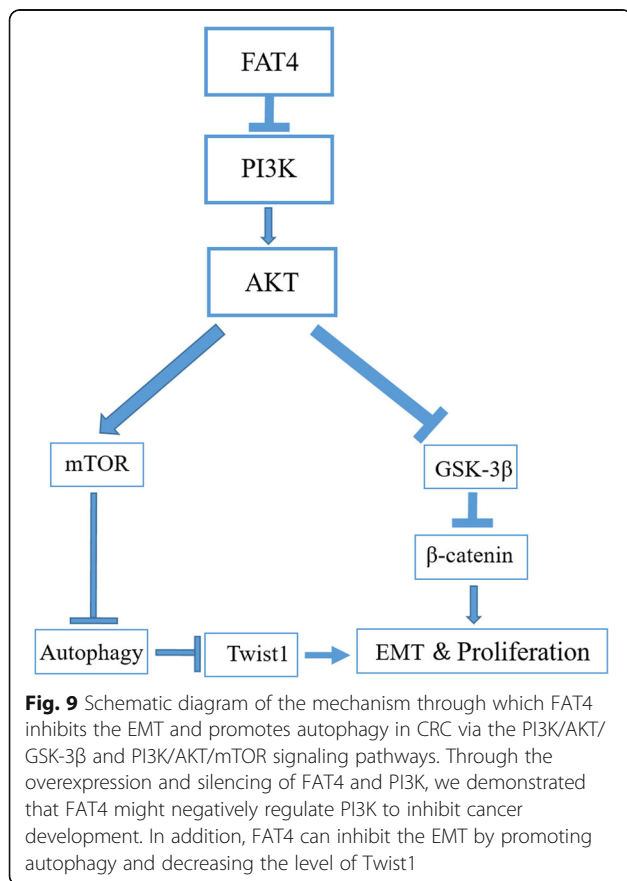 FAT4
PI3K
AKT
mTOR
GSK-3β
β-catenin
Autophagy
Twist1
EMT & Proliferation
Fig. 9 Schematic diagram of the mechanism through which FAT4
inhibits the EMT and promotes autophagy in CRC via the PI3K/AKT/
GSK-3β and PI3K/AKT/mTOR signaling pathways. Through the
overexpression and silencing of FAT4 and PI3K, we demonstrated
that FAT4 might negatively regulate PI3K to inhibit cancer
development. In addition, FAT4 can inhibit the EMT by promoting
autophagy and decreasing the level of Twist1